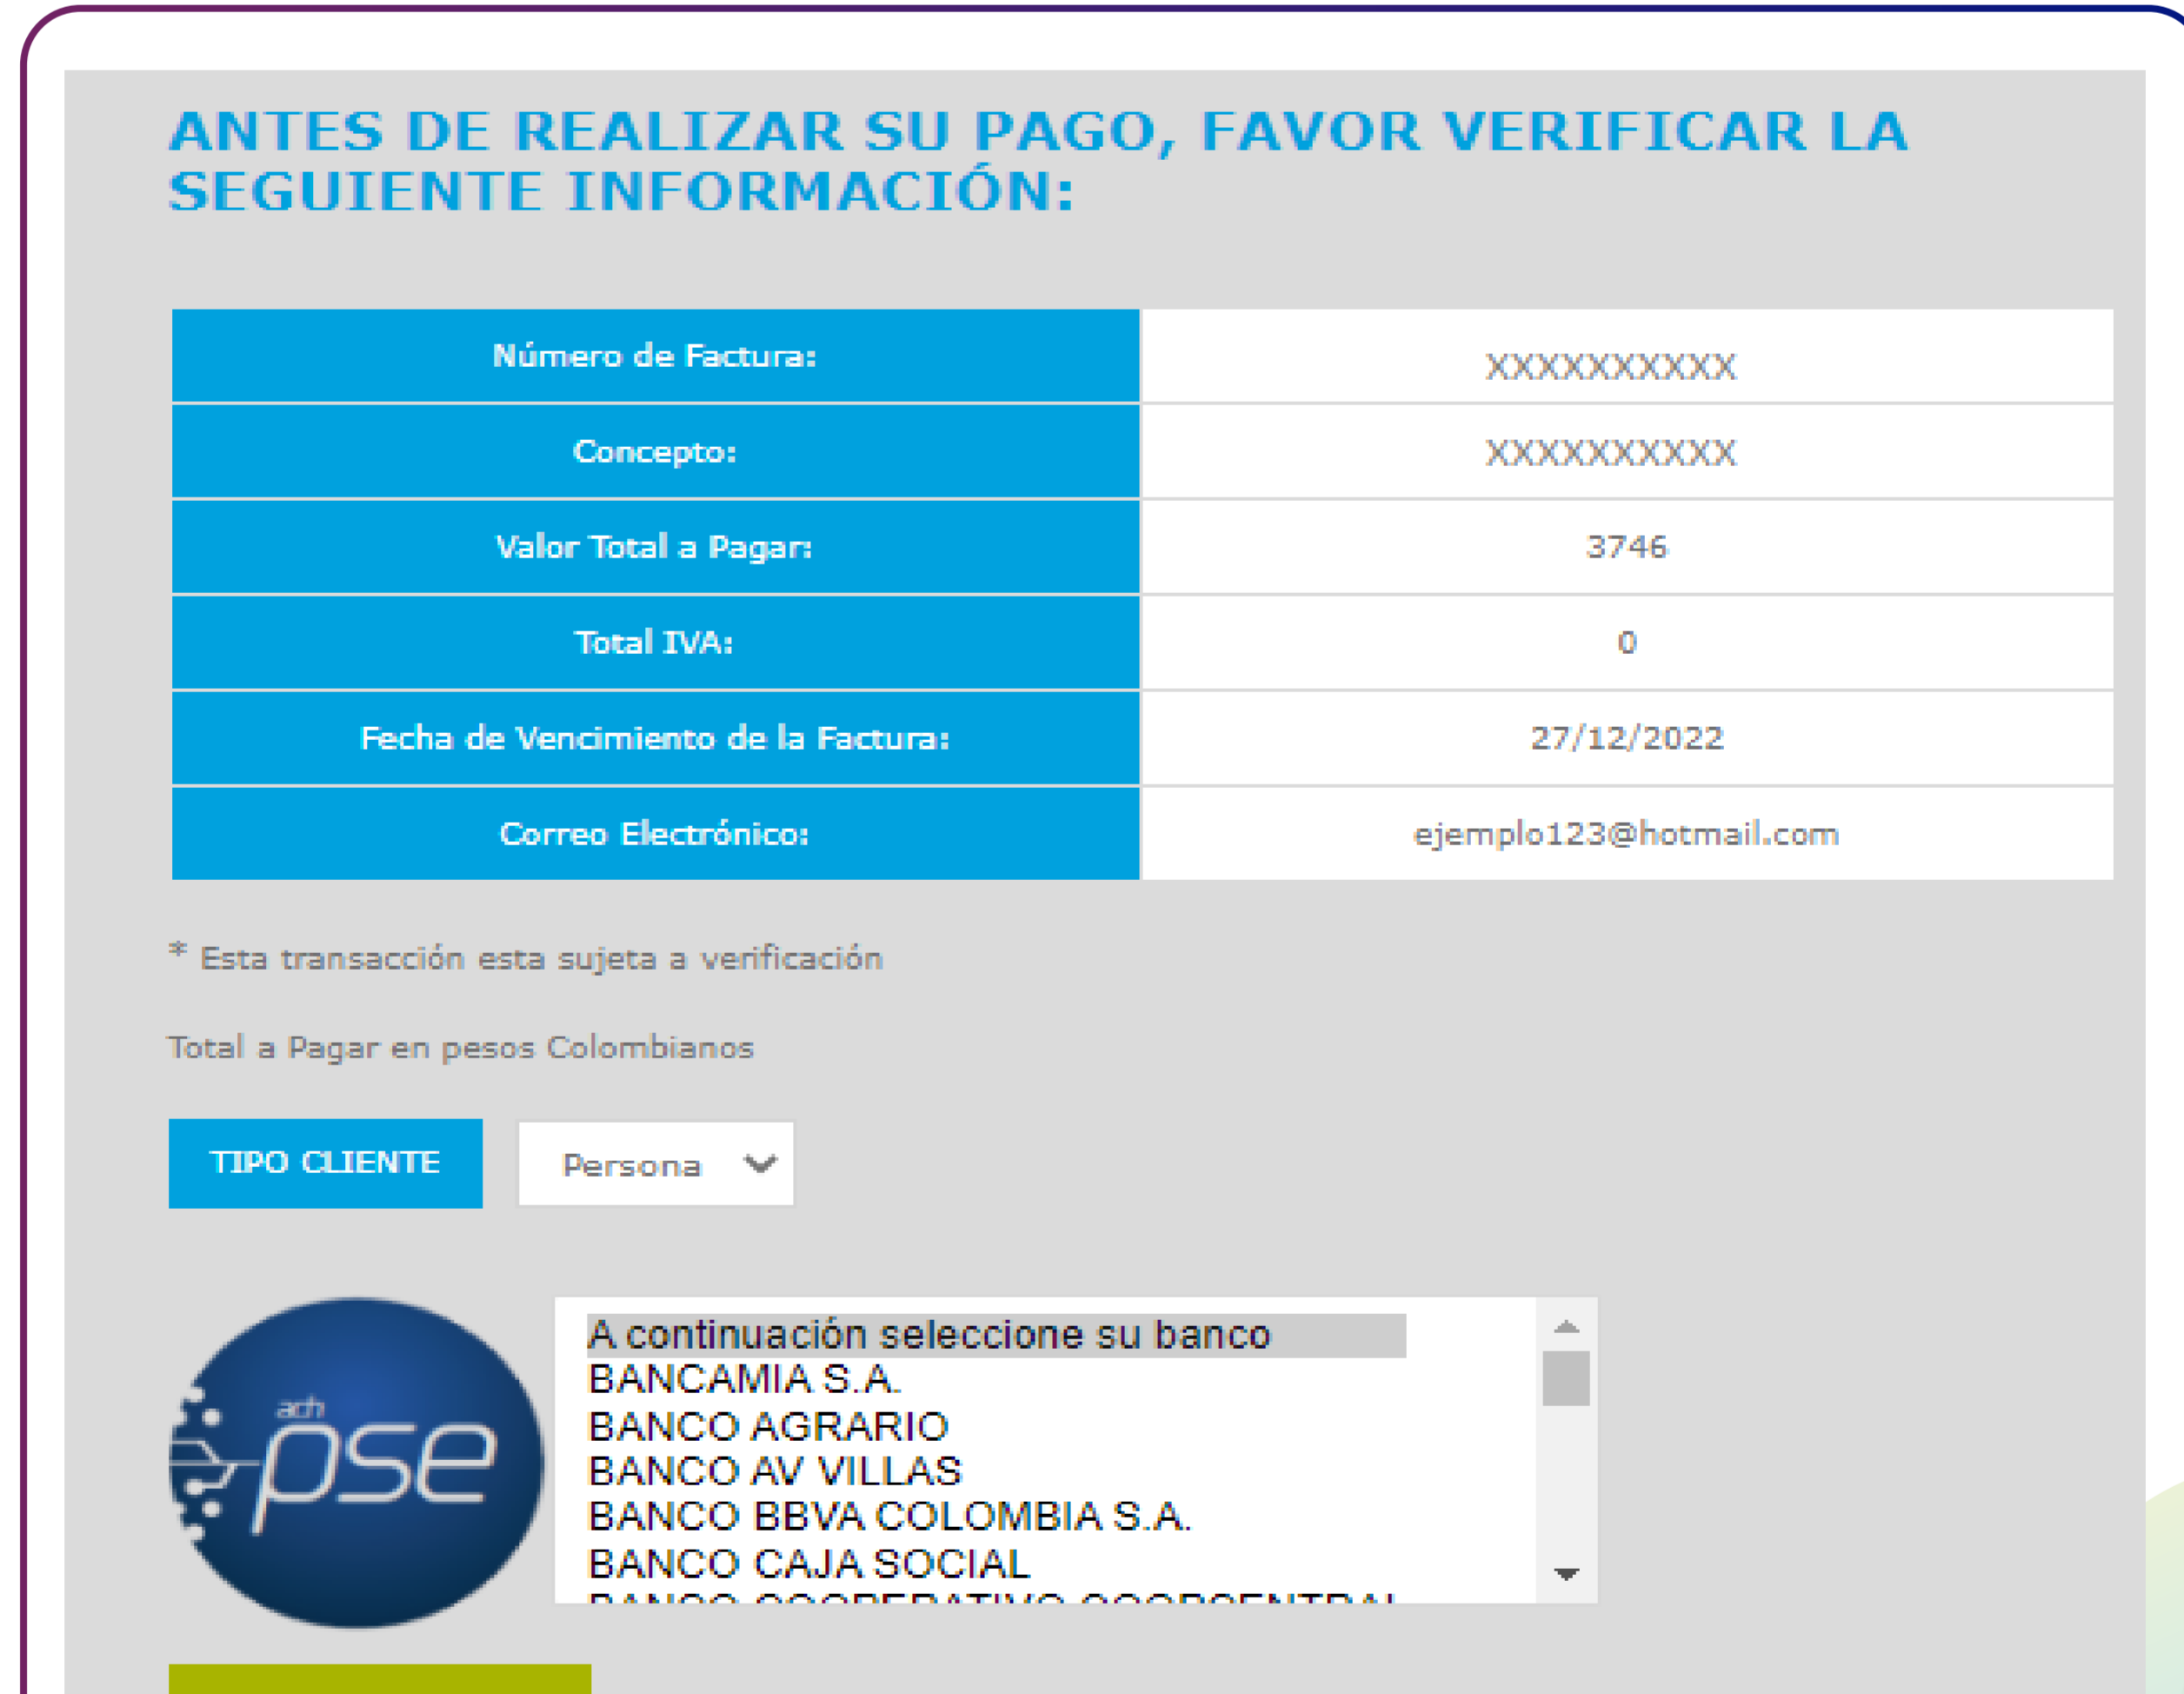 ANTES DE REALIZAR SU PAGO, FAVOR VERIFICAR LA
SEGUIENTE INFORMACIÓN:
Número de Factura: XXXXXXXXXX
Concepto: XXXXXXXXXX
Valor Total a Pagar: 3746
Total IVA: 0
Fecha de Vencimiento de la Factura: 27/12/2022
Correo Electrónico: ejemplo123@hotmail.com
* Esta transacción esta sujeta a verificación
Total a Pagar en pesos Colombianos
TIPO CLIENTE Persona
ach
pse
A continuación seleccione su banco
BANCAMIA S.A.
BANCO AGRARIO
BANCO AV VILLAS
BANCO BBVA COLOMBIA S.A.
BANCO CAJA SOCIAL
BANCO COOPERATIVO COOPCENTRAL